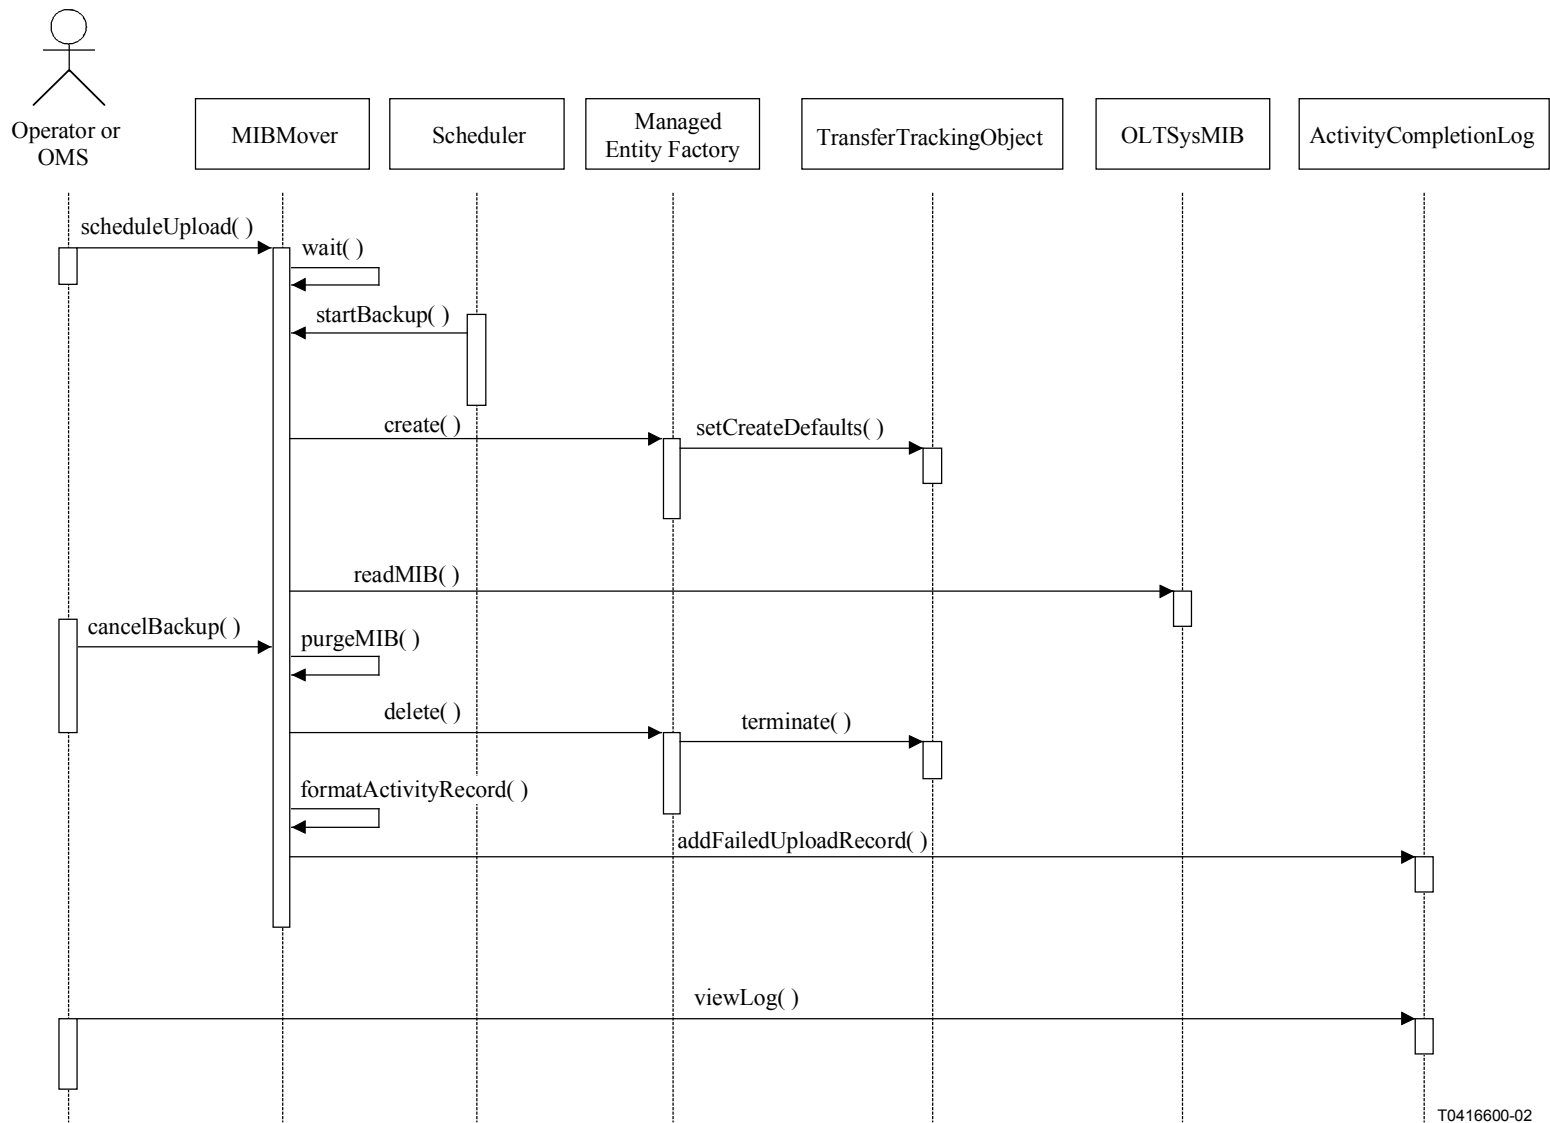 Operator or
OMS
MIBMover
Scheduler
Managed
Entity Factory
TransferTrackingObject
OLTSysMIB
ActivityCompletionLog
scheduleUpload( )
wait( )
startBackup( )
create( )
setCreateDefaults( )
readMIB( )
cancelBackup( )
purgeMIB( )
delete( )
terminate( )
formatActivityRecord( )
addFailedUploadRecord( )
viewLog( )
T0416600-02